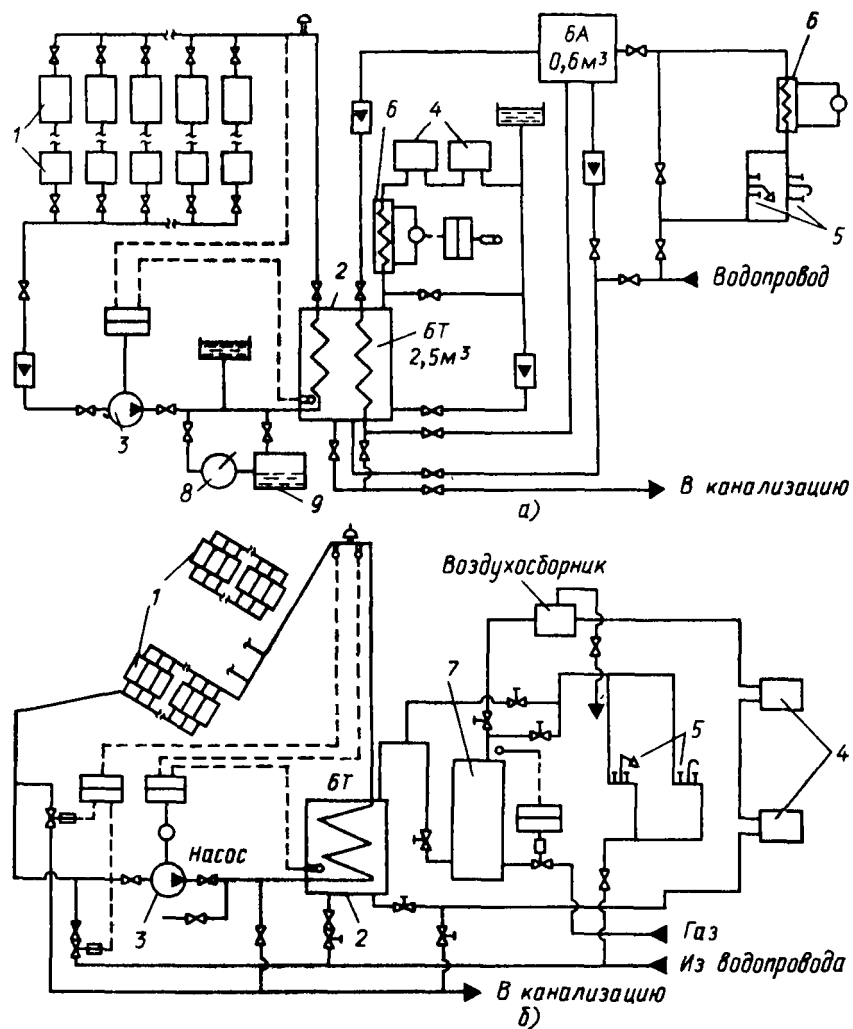 БА
0,6м³
6
1
4
6
5
2
Водопровод
БТ
2,5м³
3
8
9
В канализацию
а)
Воздухосборник
1
7
5
4
БТ
Насос
3
2
Газ
Из водопровода
В канализацию
б)